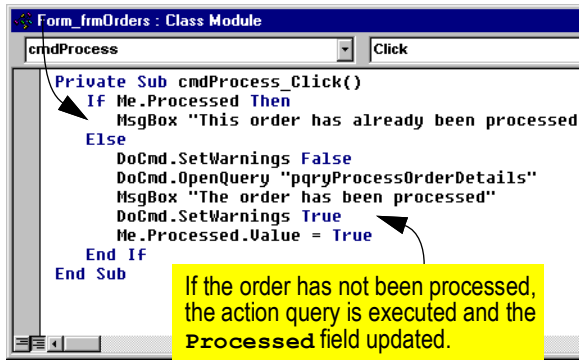 Form_frmOrders : Class Module
cmdProcess Click
Private Sub cmdProcess_Click()
If Me.Processed Then
MsgBox "This order has already been processed
Else
DoCmd.SetWarnings False
DoCmd.OpenQuery "pqryProcessOrderDetails"
MsgBox "The order has been processed"
DoCmd.SetWarnings True
Me.Processed.Value = True
End If
End Sub
If the order has not been processed,
the action query is executed and the
Processed field updated.